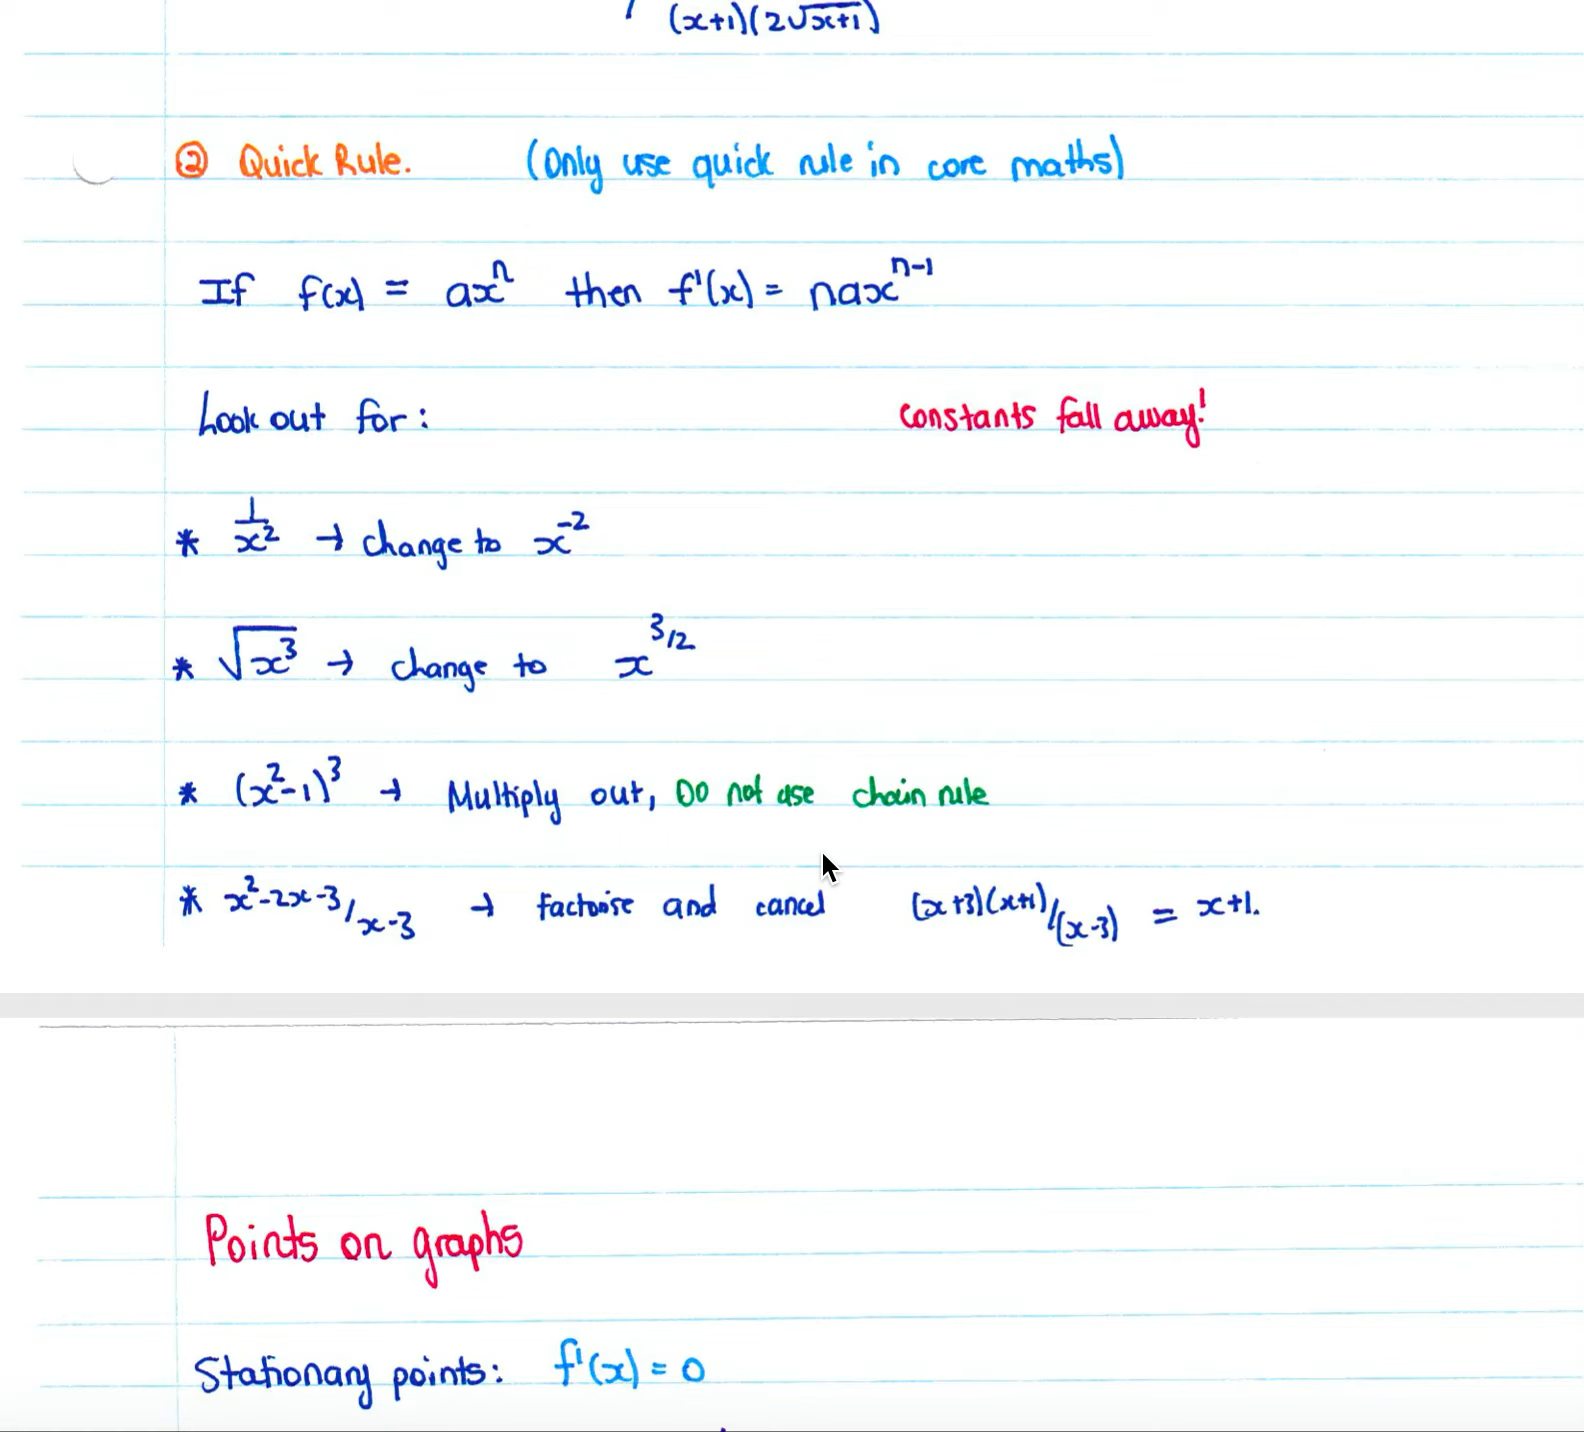 (x+1)(2√x+1)
② Quick Rule. (Only use quick rule in core maths)
If f(x) = axⁿ then f'(x) = naxⁿ⁻¹
Look out for: constants fall away!
* 1/x² → change to x⁻²
* √x³ → change to x^3/2
* (x²-1)³ → Multiply out, Do not use chain rule
* x²-2x-3/x-3 → factorise and cancel (x+3)(x+1)/(x-3) = x+1.
Points on graphs
Stationary points: f'(x) = 0